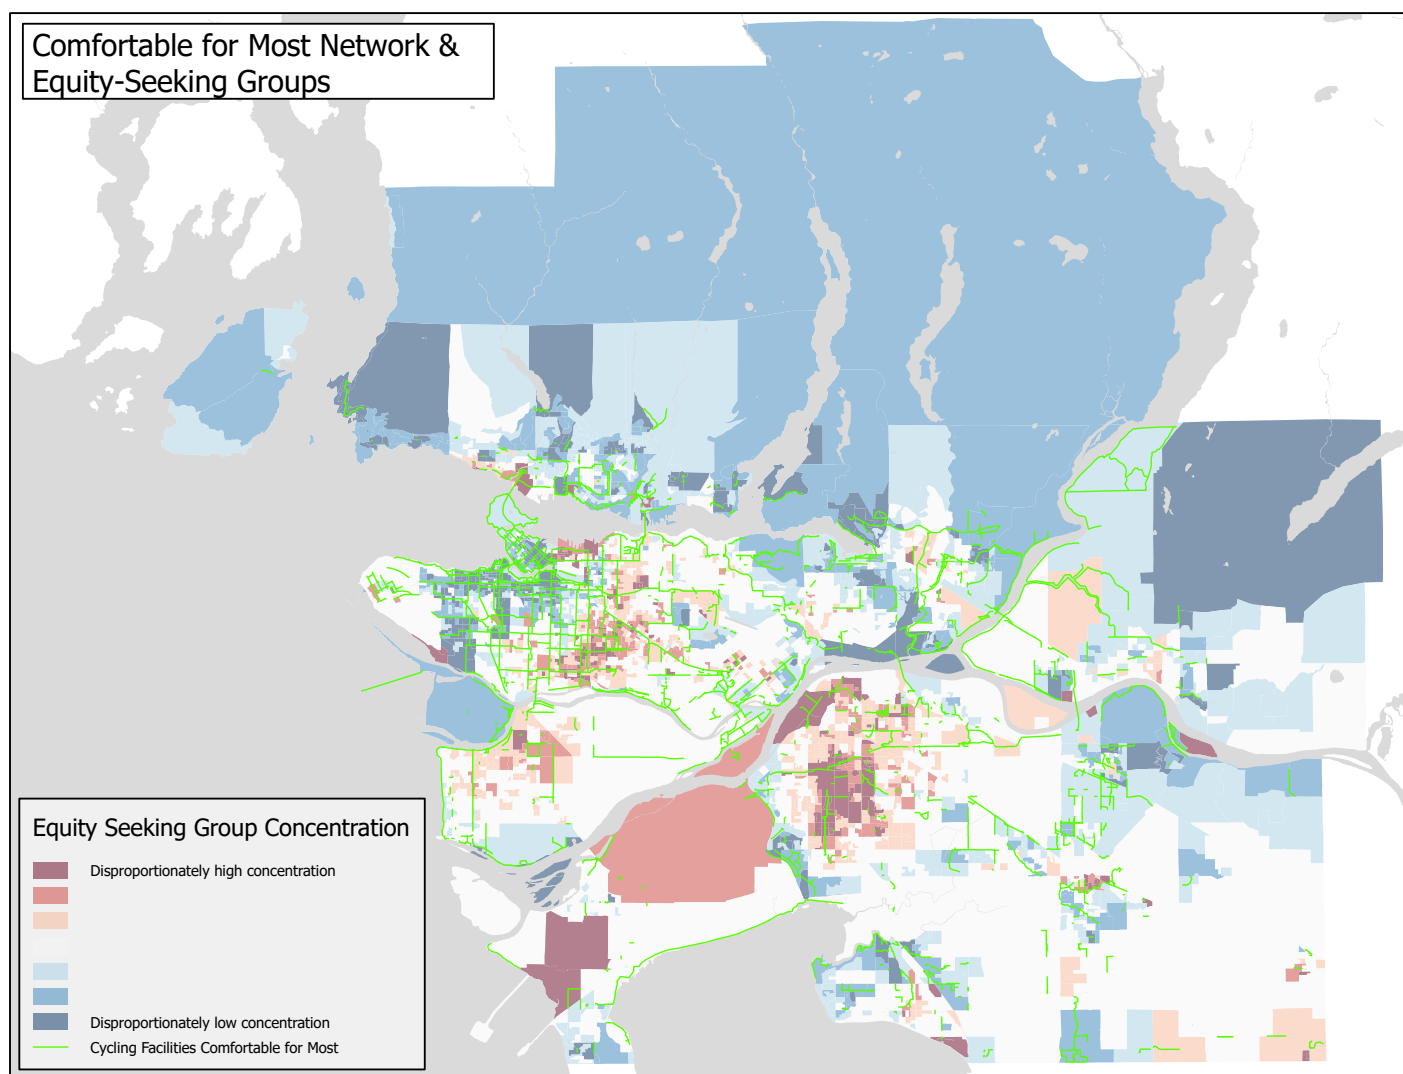 Comfortable for Most Network &
Equity-Seeking Groups
Equity Seeking Group Concentration
Disproportionately high concentration
Disproportionately low concentration
Cycling Facilities Comfortable for Most